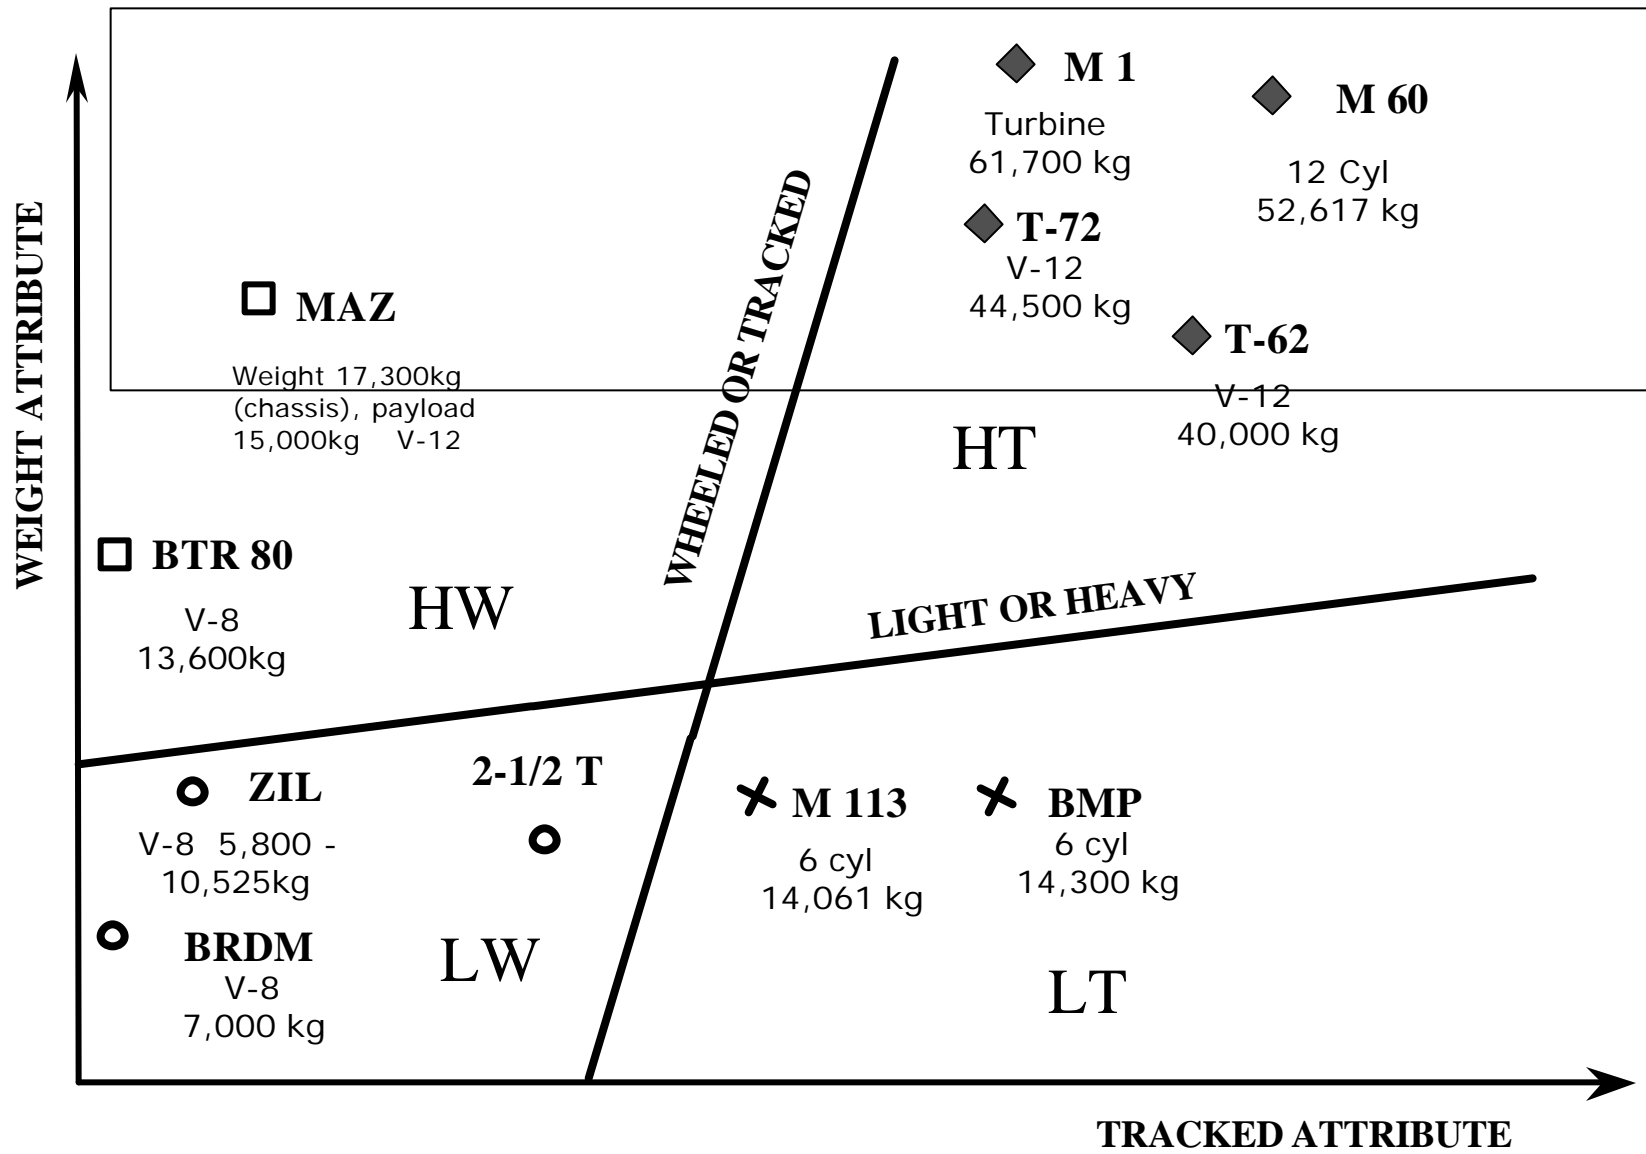 WEIGHT ATTRIBUTE
M 1
Turbine
61,700 kg
M 60
12 Cyl
52,617 kg
T-72
V-12
44,500 kg
T-62
V-12
40,000 kg
MAZ
Weight 17,300kg
(chassis), payload
15,000kg V-12
WHEELED OR TRACKED
HT
BTR 80
V-8
13,600kg
HW
LIGHT OR HEAVY
ZIL
V-8 5,800 -
10,525kg
2-1/2 T
M 113
6 cyl
14,061 kg
BMP
6 cyl
14,300 kg
BRDM
V-8
7,000 kg
LW
LT
TRACKED ATTRIBUTE